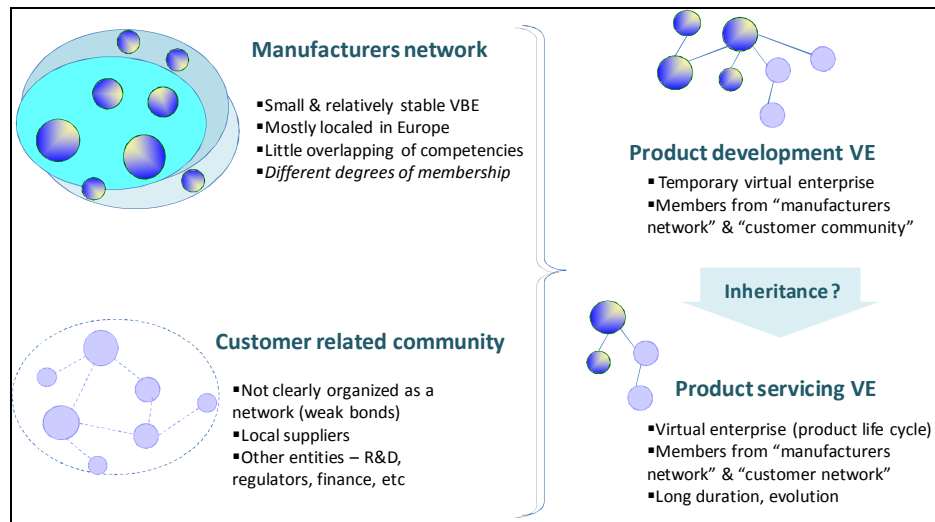 Manufacturers network
▪Small & relatively stable VBE
▪Mostly localed in Europe
▪Little overlapping of competencies
▪Different degrees of membership
Customer related community
▪Not clearly organized as a
network (weak bonds)
▪Local suppliers
▪Other entities – R&D,
regulators, finance, etc
Product development VE
▪Temporary virtual enterprise
▪Members from “manufacturers
network” & “customer community”
Inheritance ?
Product servicing VE
▪Virtual enterprise (product life cycle)
▪Members from “manufacturers
network” & “customer network”
▪Long duration, evolution